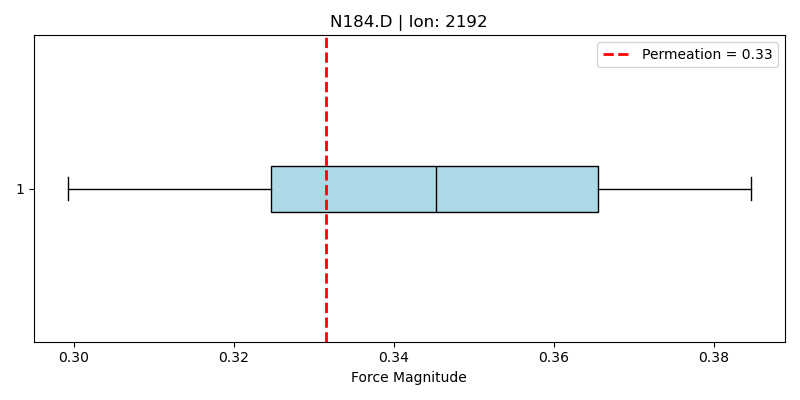 N184.D | Ion: 2192
Permeation = 0.33
1
0.30 0.32 0.34 0.36 0.38
Force Magnitude